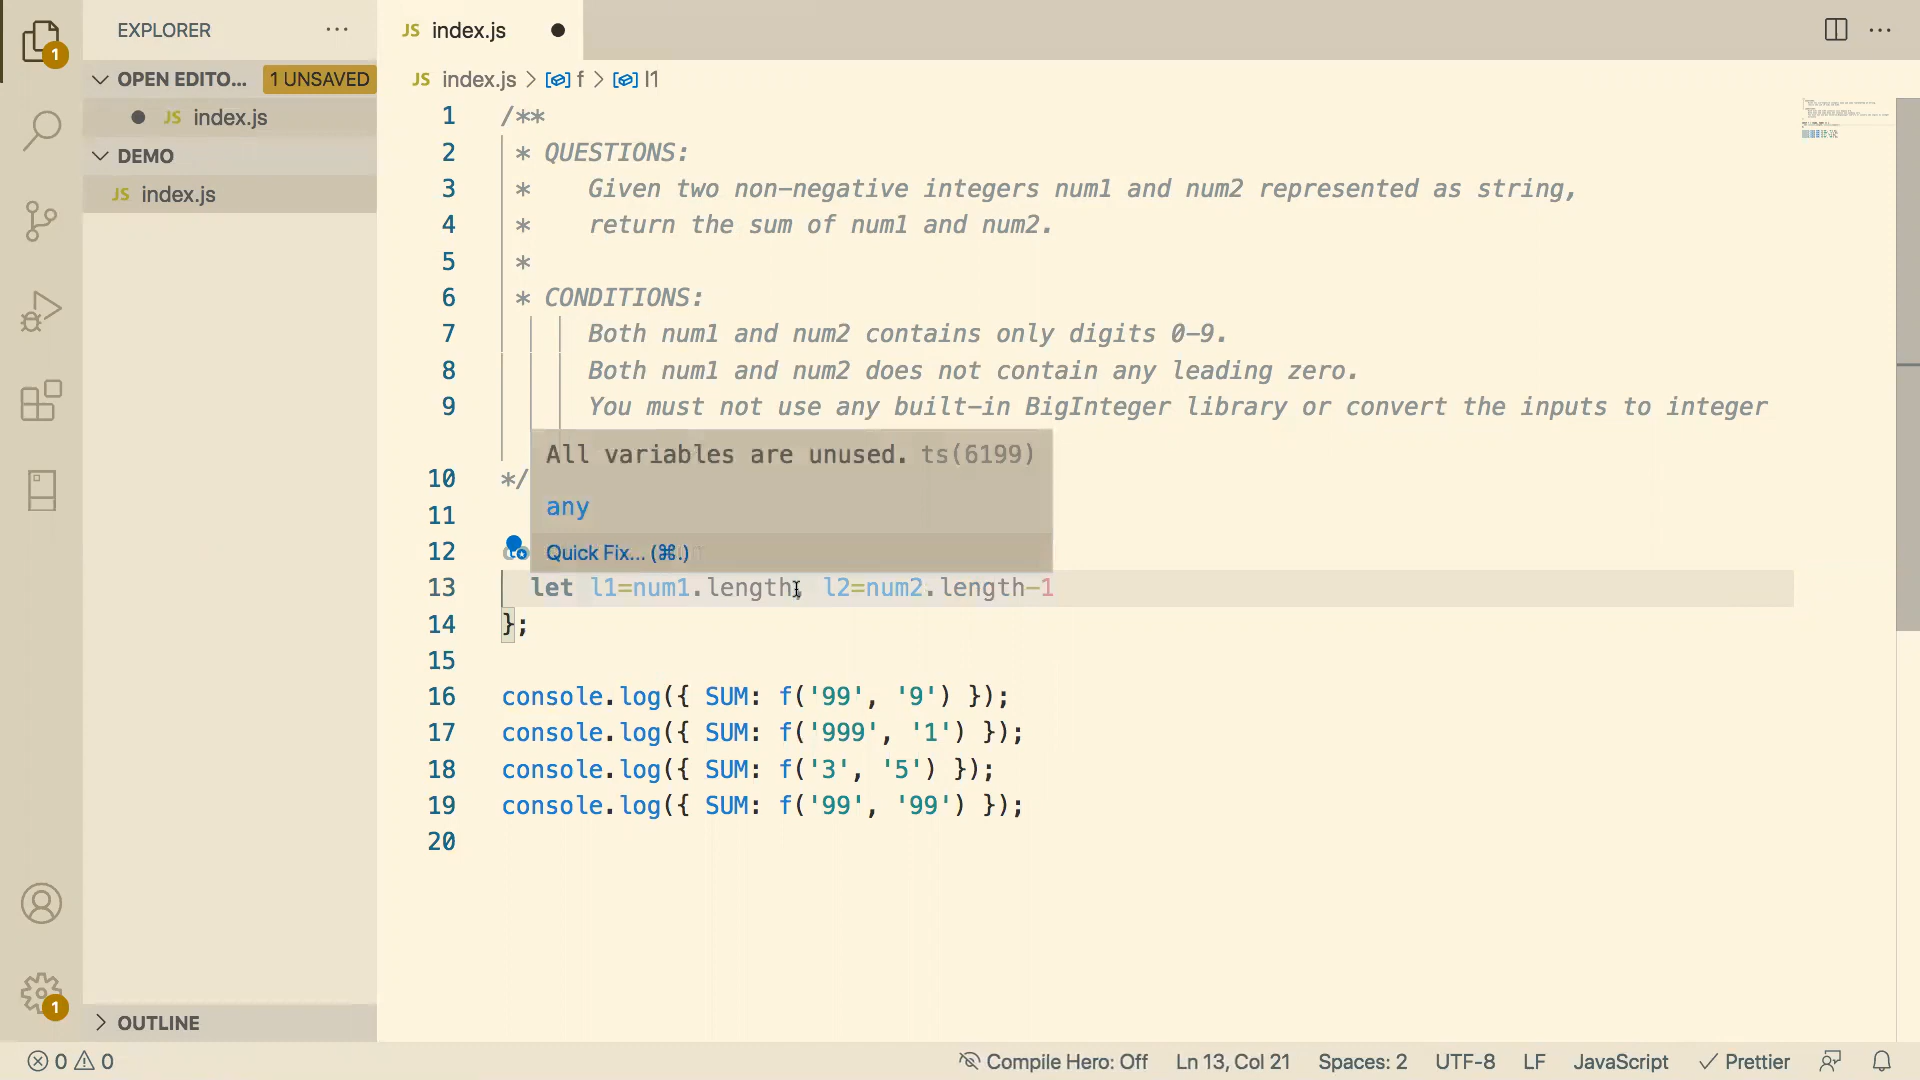 EXPLORER
1
OPEN EDITO... 1 UNSAVED
JS index.js
DEMO
JS index.js
OUTLINE
1
JS index.js
JS index.js > f > l1
1 /**
2 * QUESTIONS:
3 * Given two non-negative integers num1 and num2 represented as string,
4 * return the sum of num1 and num2.
5 *
6 * CONDITIONS:
7 Both num1 and num2 contains only digits 0-9.
8 Both num1 and num2 does not contain any leading zero.
9 You must not use any built-in BigInteger library or convert the inputs to integer
All variables are unused. ts(6199)
10 */
any
11
12 Quick Fix... (⌘.)
13 let l1=num1.length, l2=num2.length-1
14 };
15
16 console.log({ SUM: f('99', '9') });
17 console.log({ SUM: f('999', '1') });
18 console.log({ SUM: f('3', '5') });
19 console.log({ SUM: f('99', '99') });
20
0 0 Compile Hero: Off Ln 13, Col 21 Spaces: 2 UTF-8 LF JavaScript Prettier